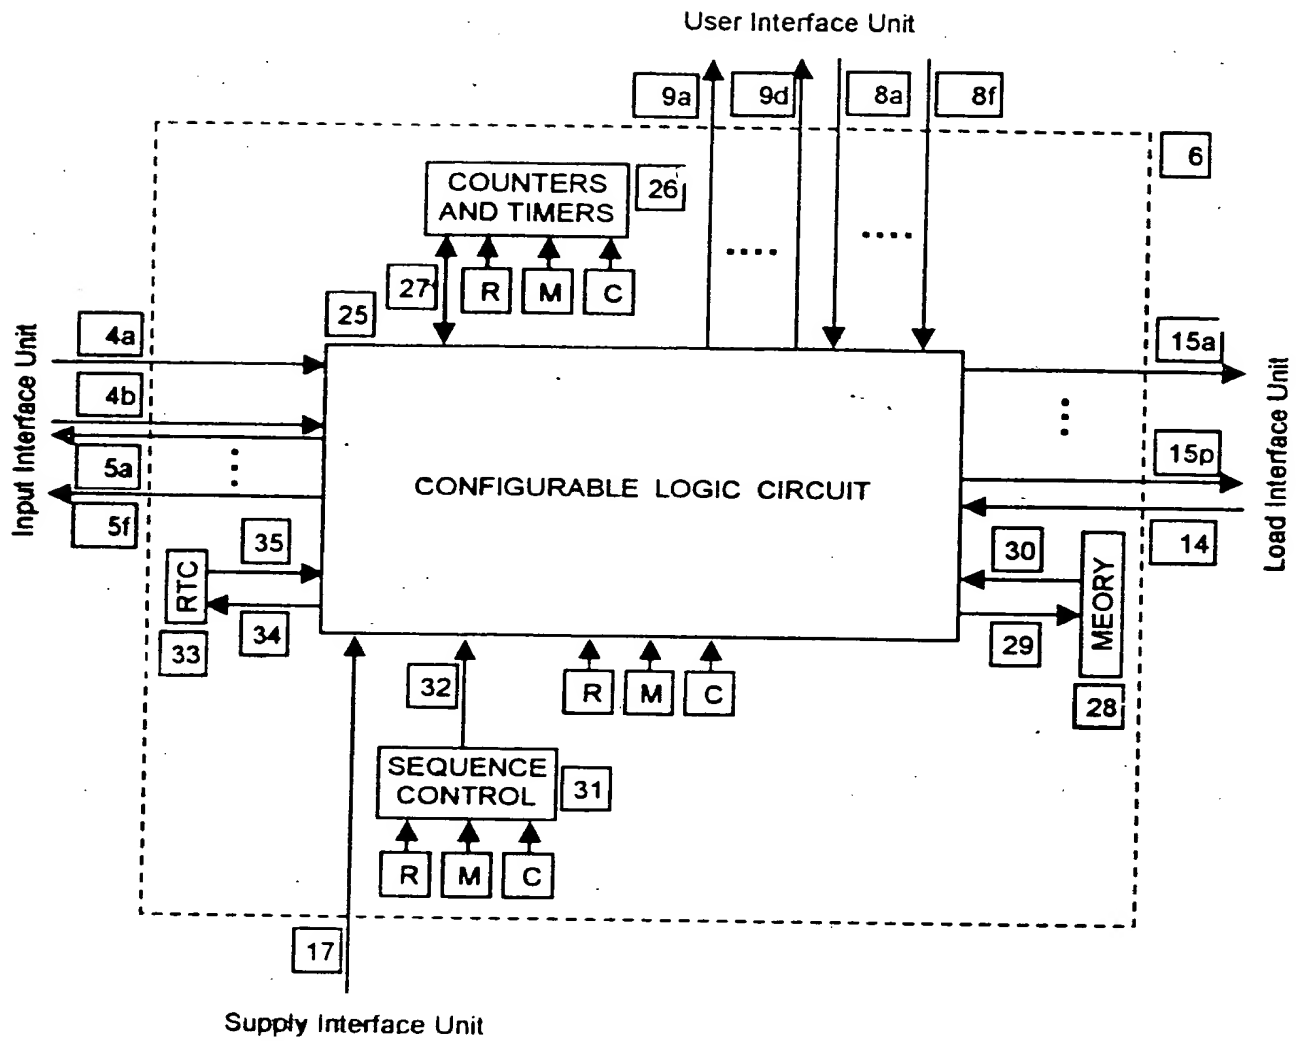 User Interface Unit
9a
9d
8a
8f
6
COUNTERS
AND TIMERS
26
27
R
M
C
25
4a
4b
5a
5f
Input Interface Unit
15a
15p
14
Load Interface Unit
CONFIGURABLE LOGIC CIRCUIT
35
RTC
34
33
30
MEORY
29
28
32
R
M
C
SEQUENCE
CONTROL
31
R
M
C
17
Supply Interface Unit